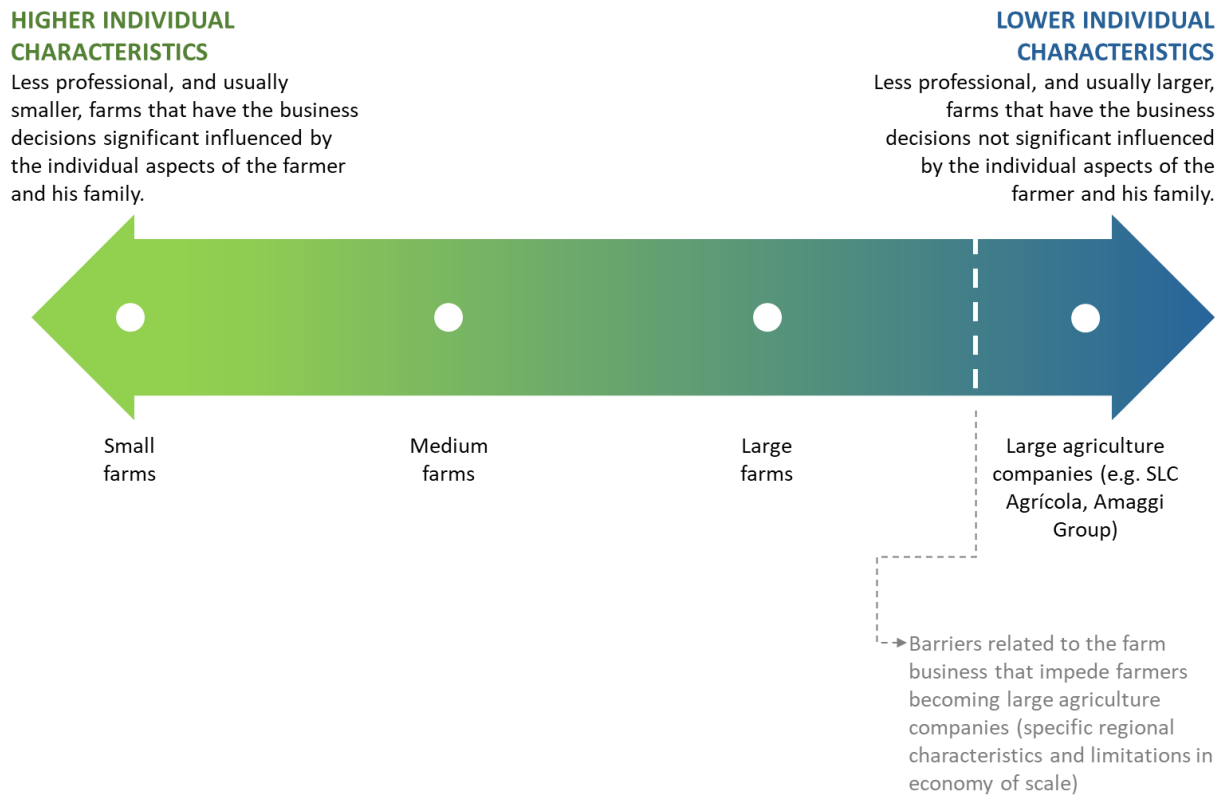 HIGHER INDIVIDUAL
CHARACTERISTICS
Less professional, and usually
smaller, farms that have the business
decisions significant influenced by
the individual aspects of the farmer
and his family.
LOWER INDIVIDUAL
CHARACTERISTICS
Less professional, and usually larger,
farms that have the business
decisions not significant influenced
by the individual aspects of the
farmer and his family.
Small
farms
Medium
farms
Large
farms
Large agriculture
companies (e.g. SLC
Agrícola, Amaggi
Group)
Barriers related to the farm
business that impede farmers
becoming large agriculture
companies (specific regional
characteristics and limitations in
economy of scale)